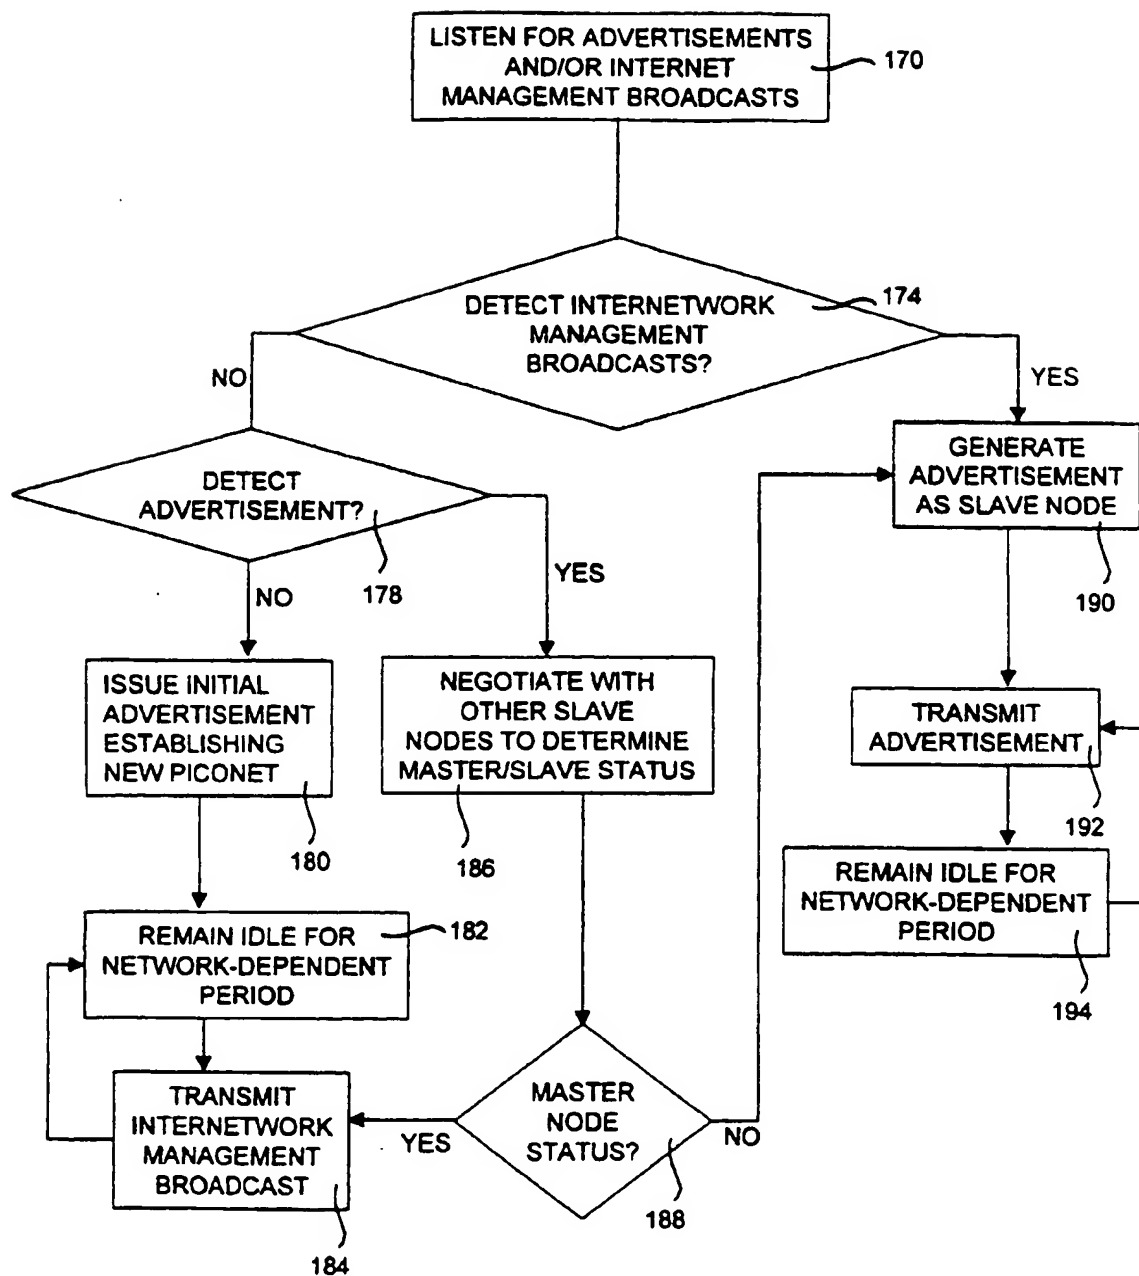 LISTEN FOR ADVERTISEMENTS
AND/OR INTERNET
MANAGEMENT BROADCASTS
170
DETECT INTERNETWORK
MANAGEMENT
BROADCASTS?
174
NO
YES
DETECT
ADVERTISEMENT?
178
GENERATE
ADVERTISEMENT
AS SLAVE NODE
190
NO
YES
ISSUE INITIAL
ADVERTISEMENT
ESTABLISHING
NEW PICONET
180
NEGOTIATE WITH
OTHER SLAVE
NODES TO DETERMINE
MASTER/SLAVE STATUS
186
TRANSMIT
ADVERTISEMENT
192
REMAIN IDLE FOR
NETWORK-DEPENDENT
PERIOD
194
REMAIN IDLE FOR
NETWORK-DEPENDENT
PERIOD
182
TRANSMIT
INTERNETWORK
MANAGEMENT
BROADCAST
184
YES
MASTER
NODE
STATUS?
188
NO